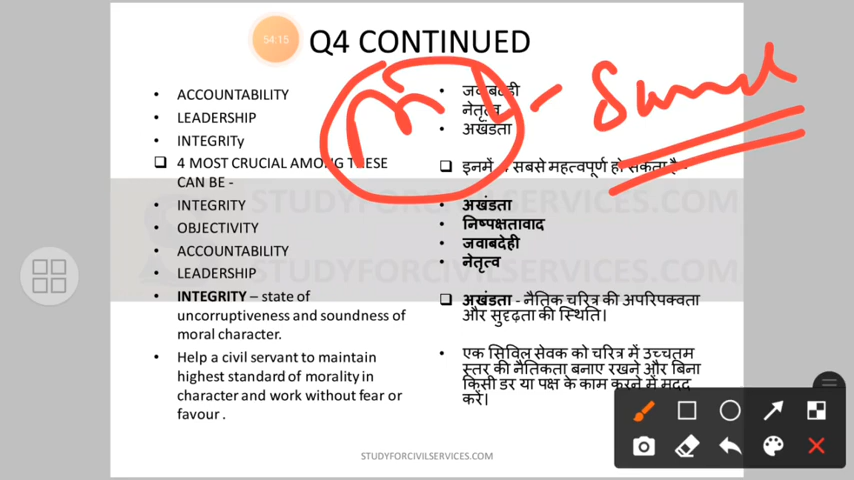 54:15
Q4 CONTINUED
ACCOUNTABILITY
LEADERSHIP
INTEGRITy
4 MOST CRUCIAL AMONG THESE
CAN BE -
INTEGRITY
OBJECTIVITY
ACCOUNTABILITY
LEADERSHIP
INTEGRITY – state of
uncorruptiveness and soundness of
moral character.
Help a civil servant to maintain
highest standard of morality in
character and work without fear or
favour .
जवाबदेही
नेतृत्व
अखंडता
इनमें सबसे महत्वपूर्ण हो सकता है -
अखंडता
निष्पक्षतावाद
जवाबदेही
नेतृत्व
अखंडता - नैतिक चरित्र की अपरिपक्वता
और सुदृढ़ता की स्थिति।
एक सिविल सेवक को चरित्र में उच्चतम
स्तर की नैतिकता बनाए रखने और बिना
किसी डर या पक्ष के काम करने में मदद
करें।
STUDYFORCIVILSERVICES.COM
STUDYFORCIVILSERVICES.COM
STUDYFORCIVILSERVICES.COM